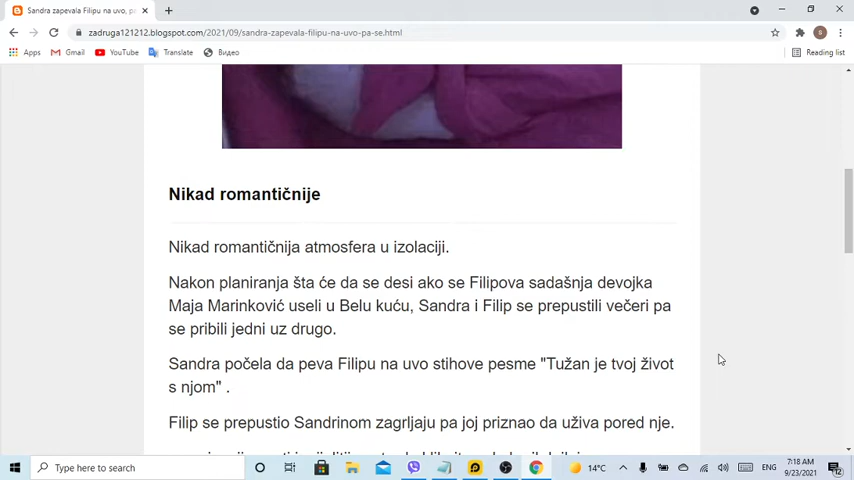 Sandra zapevala Filipu na uvo, pa
zadruga121212.blogspot.com/2021/09/sandra-zapevala-filipu-na-uvo-pa-se.html
B
Apps Gmail YouTube Translate Видео Reading list
Nikad romantičnije
Nikad romantičnija atmosfera u izolaciji.
Nakon planiranja šta će da se desi ako se Filipova sadašnja devojka
Maja Marinković useli u Belu kuću, Sandra i Filip se prepustili večeri pa
se pribili jedni uz drugo.
Sandra počela da peva Filipu na uvo stihove pesme "Tužan je tvoj život
s njom" .
Filip se prepustio Sandrinom zagrljaju pa joj priznao da uživa pored nje.
Type here to search
14°C
ENG
7:18 AM
9/23/2021
12